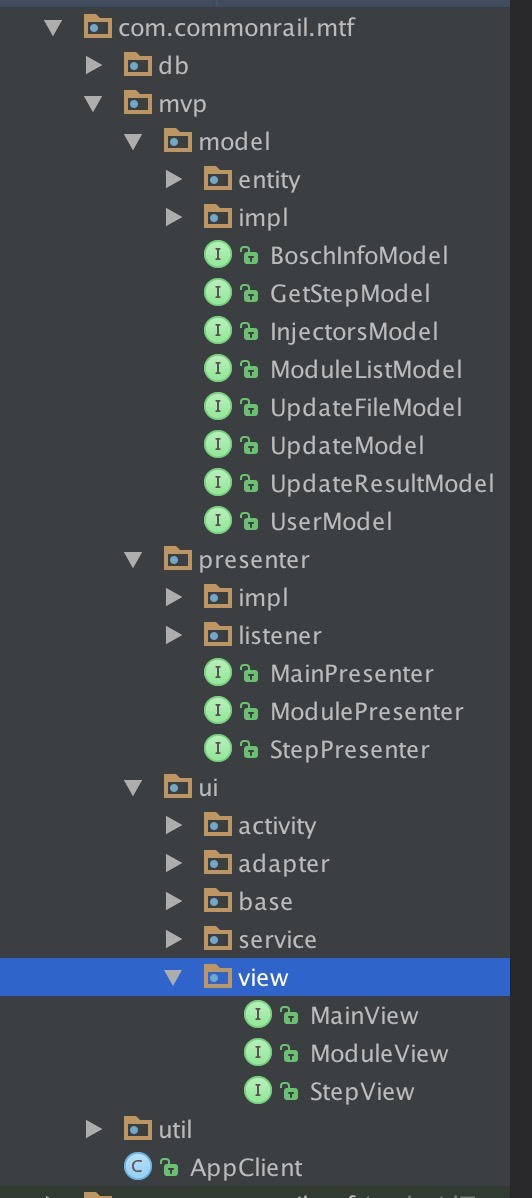 com.commonrail.mtf
db
mvp
model
entity
impl
I BoschInfoModel
I GetStepModel
I InjectorsModel
I ModuleListModel
I UpdateFileModel
I UpdateModel
I UpdateResultModel
I UserModel
presenter
impl
listener
I MainPresenter
I ModulePresenter
I StepPresenter
ui
activity
adapter
base
service
view
I MainView
I ModuleView
I StepView
util
C AppClient